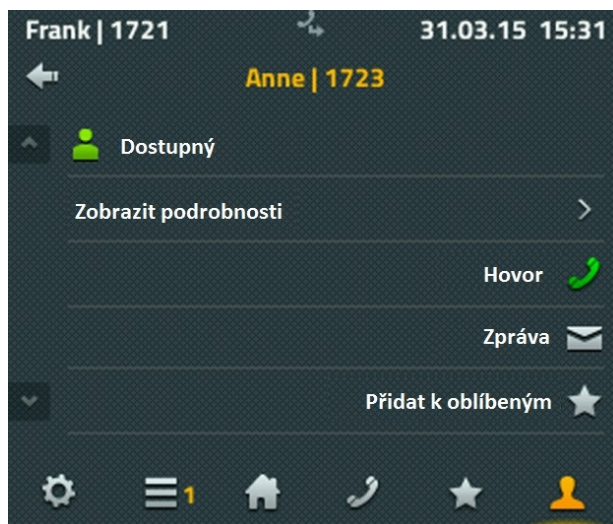 Frank | 1721 31.03.15 15:31
Anne | 1723
Dostupný
Zobrazit podrobnosti
Hovor
Zpráva
Přidat k oblíbeným
1